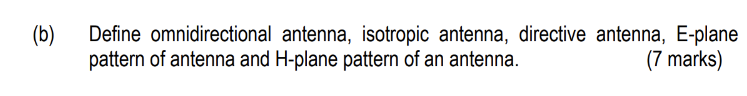 (b) Define omnidirectional antenna, isotropic antenna, directive antenna, E-plane
pattern of antenna and H-plane pattern of an antenna. (7 marks)